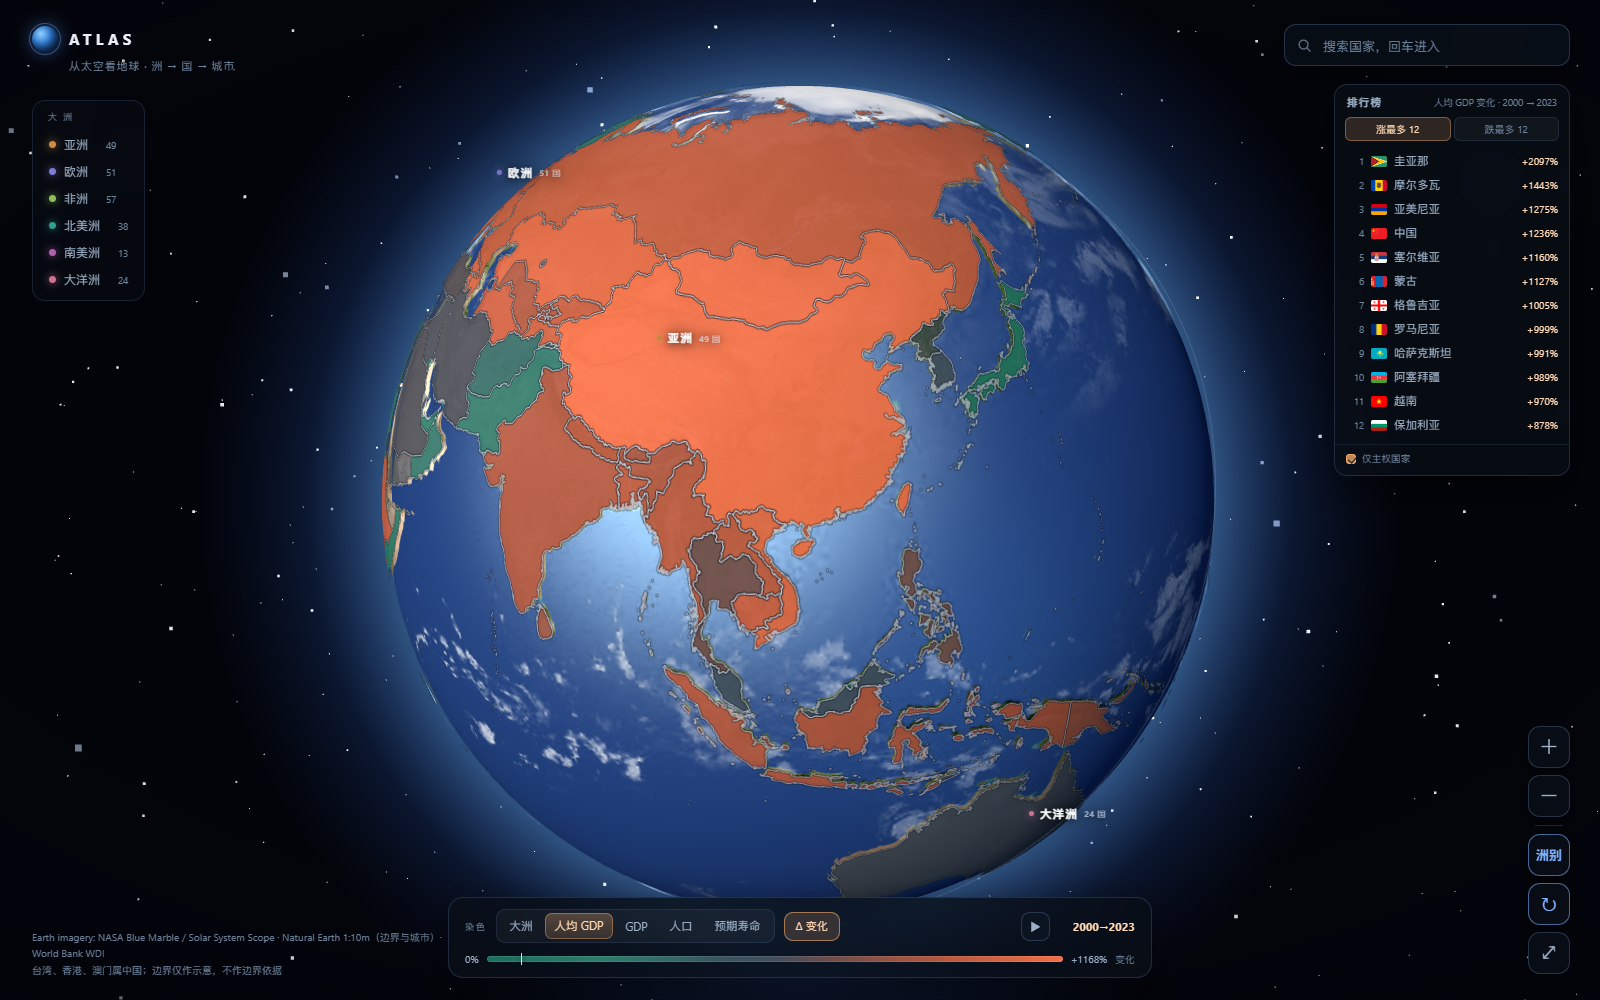 ATLAS
从太空看地球 · 洲 → 国 → 城市
搜索国家，回车进入
大 洲
亚洲 49
欧洲 51
非洲 57
北美洲 38
南美洲 13
大洋洲 24
排行榜 人均 GDP 变化 · 2000 → 2023
涨最多 12 跌最多 12
1 圭亚那 +2097%
2 摩尔多瓦 +1443%
3 亚美尼亚 +1275%
4 中国 +1236%
5 塞尔维亚 +1160%
6 蒙古 +1127%
7 格鲁吉亚 +1005%
8 罗马尼亚 +999%
9 哈萨克斯坦 +991%
10 阿塞拜疆 +989%
11 越南 +970%
12 保加利亚 +878%
仅主权国家
欧洲 51 国
亚洲 49 国
大洋洲 24 国
洲别
染色 大洲 人均 GDP GDP 人口 预期寿命 Δ 变化 2000→2023
0% +1168% 变化
Earth imagery: NASA Blue Marble / Solar System Scope · Natural Earth 1:10m（边界与城市） ·
World Bank WDI
台湾、香港、澳门属中国；边界仅作示意，不作边界依据